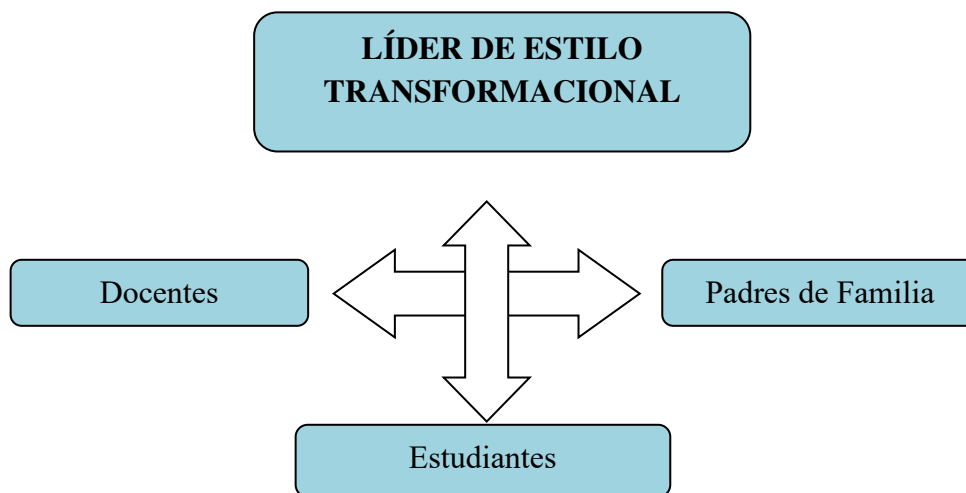 LÍDER DE ESTILO
TRANSFORMACIONAL
Docentes
Padres de Familia
Estudiantes